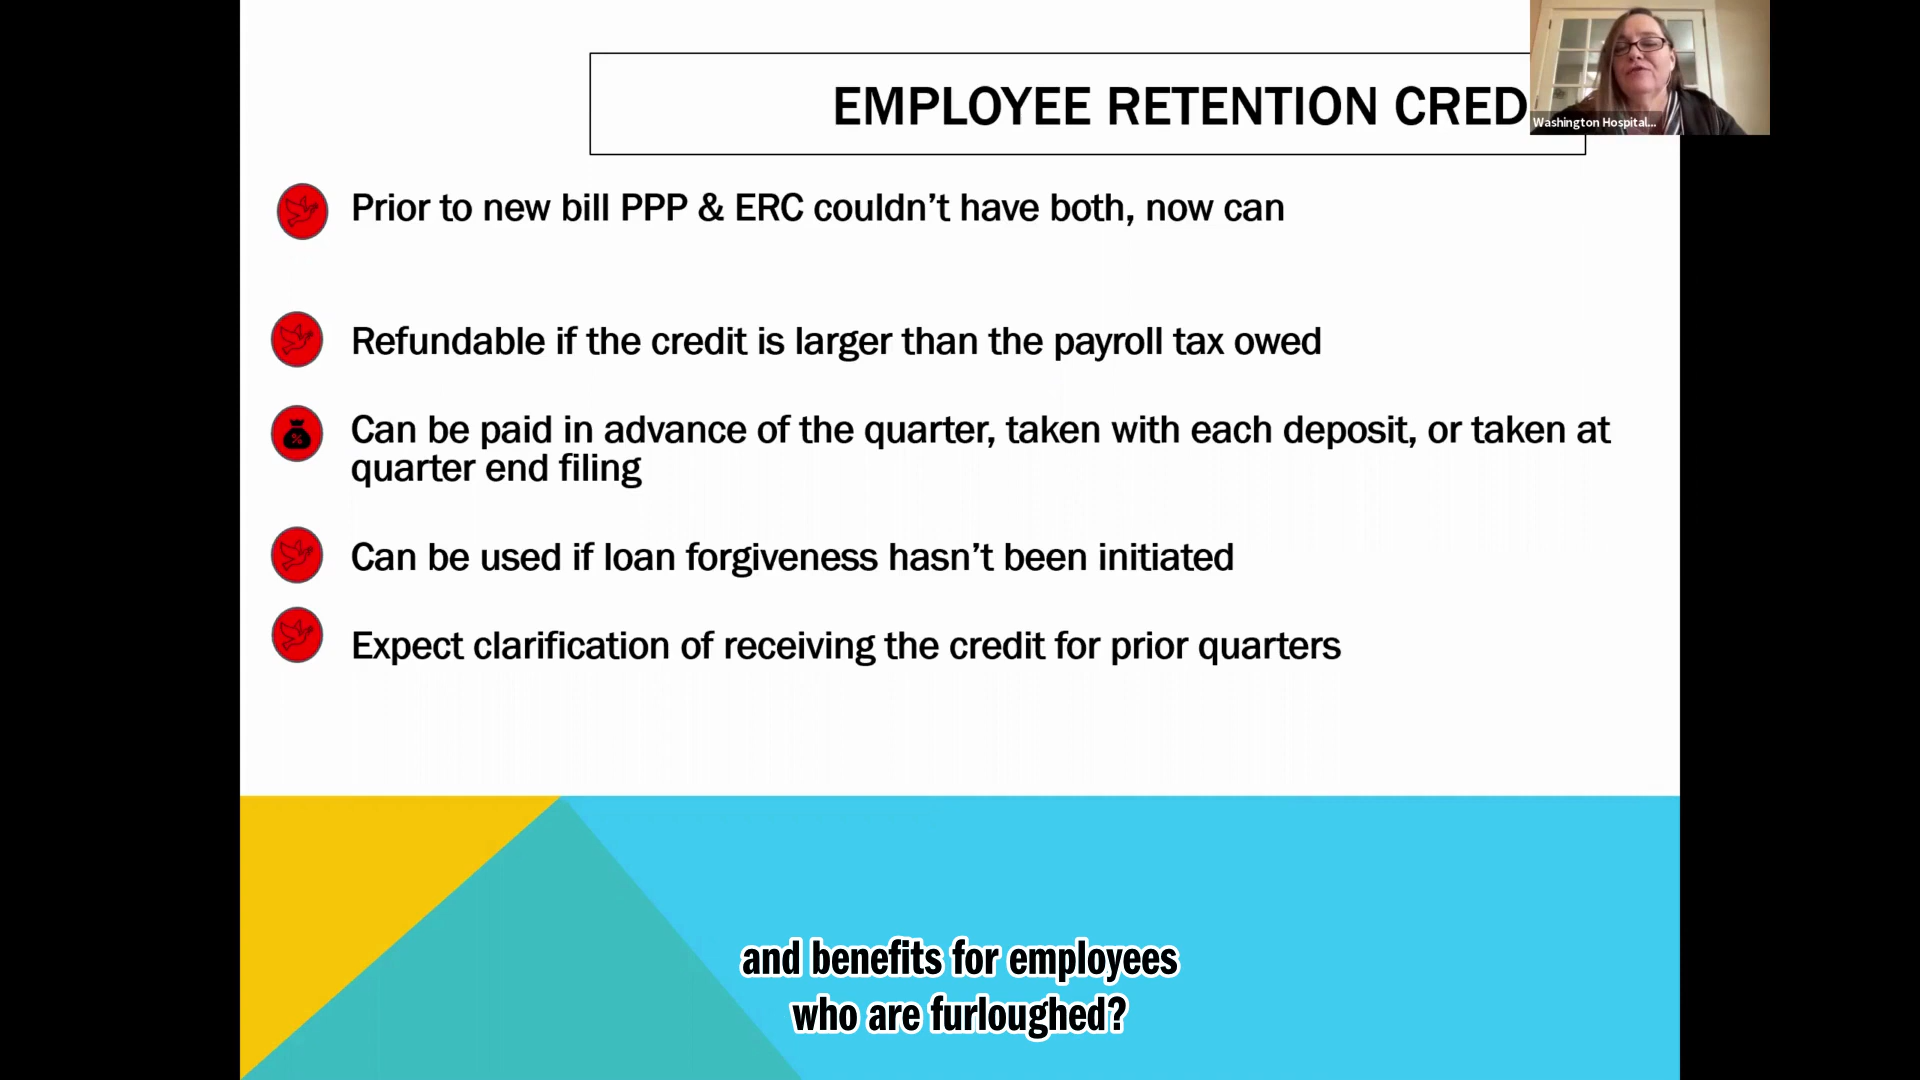 EMPLOYEE RETENTION CRED
Washington Hospital...
Prior to new bill PPP & ERC couldn’t have both, now can
Refundable if the credit is larger than the payroll tax owed
Can be paid in advance of the quarter, taken with each deposit, or taken at
quarter end filing
Can be used if loan forgiveness hasn’t been initiated
Expect clarification of receiving the credit for prior quarters
and benefits for employees
who are furloughed?